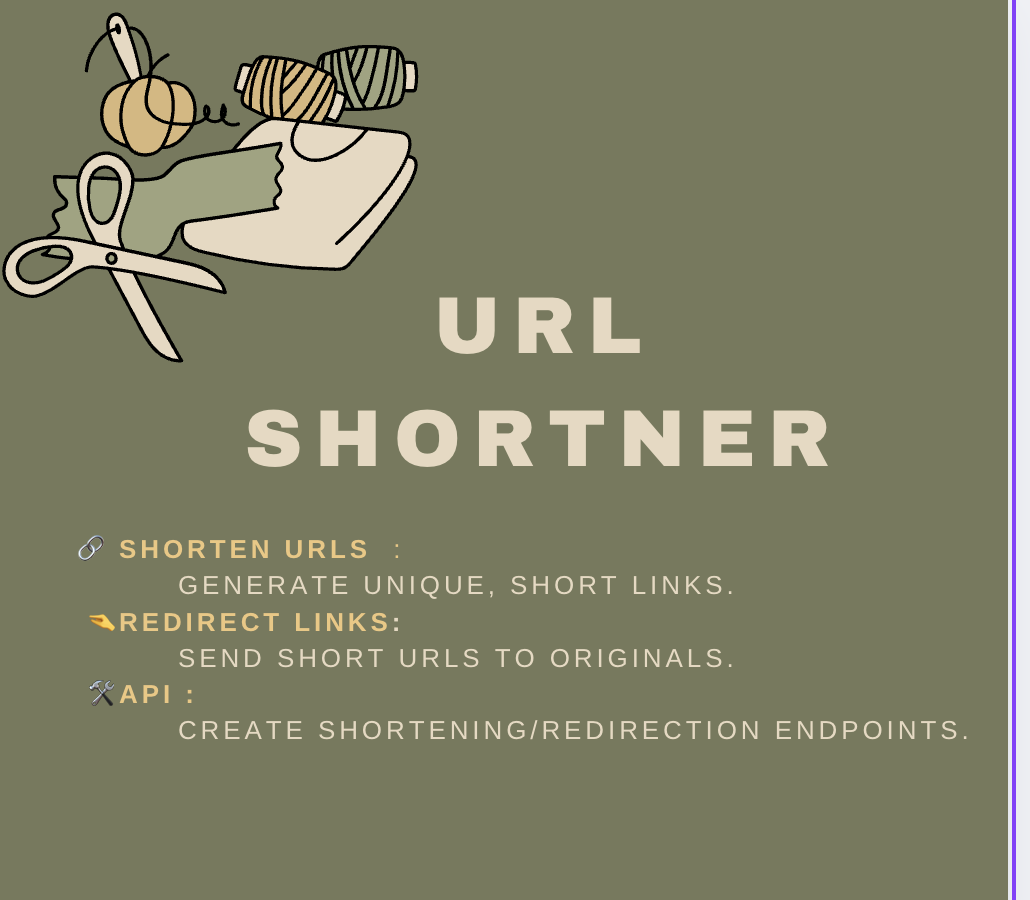 URL
SHORTNER
🔗 SHORTEN URLS :
GENERATE UNIQUE, SHORT LINKS.
REDIRECT LINKS:
SEND SHORT URLS TO ORIGINALS.
🛠API :
CREATE SHORTENING/REDIRECTION ENDPOINTS.